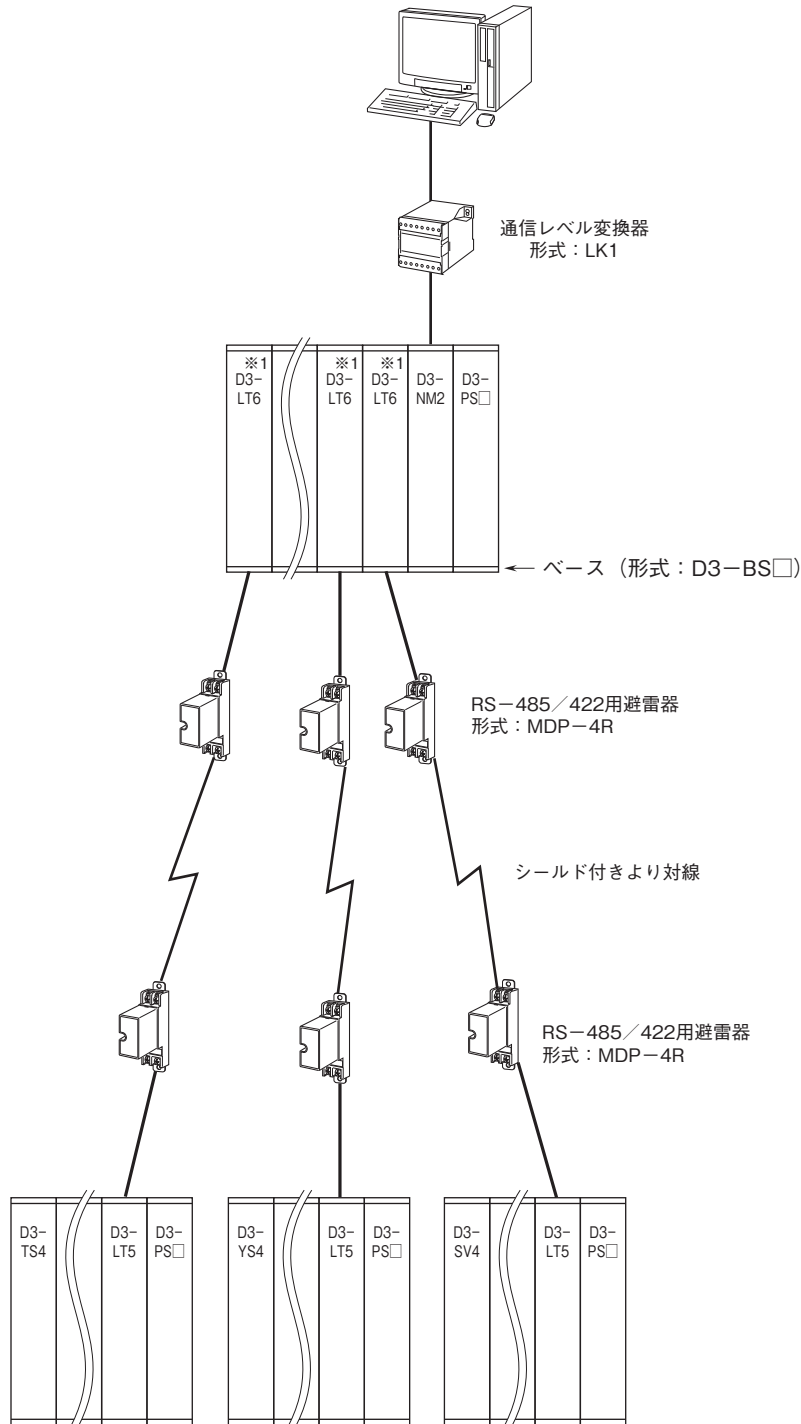 通信レベル変換器
形式：LK1
※1
D3−
LT6
※1
D3−
LT6
※1
D3−
LT6
D3−
NM2
D3−
PS□
← ベース（形式：D3−BS□）
RS−485／422用避雷器
形式：MDP−4R
シールド付きより対線
RS−485／422用避雷器
形式：MDP−4R
D3−
TS4
D3−
LT5
D3−
PS□
D3−
YS4
D3−
LT5
D3−
PS□
D3−
SV4
D3−
LT5
D3−
PS□